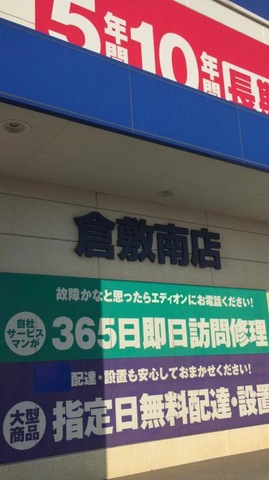 5年間10年間長期
倉敷南店
故障かなと思ったらエディオンにお電話ください!
自社
サービス
マンが
365日即日訪問修理
配達・設置も安心しておまかせください!
大型
商品
指定日無料配達・設置